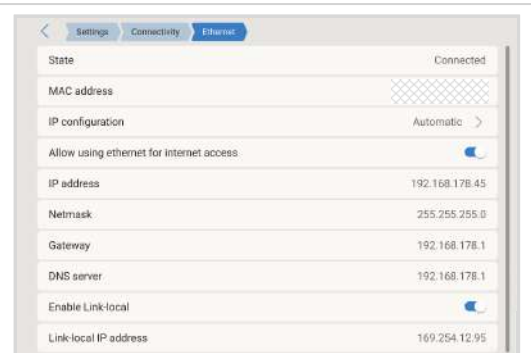 Settings Connectivity Ethernet
State Connected
MAC address
IP configuration Automatic
Allow using ethernet for internet access
IP address 192.168.178.45
Netmask 255.255.255.0
Gateway 192.168.178.1
DNS server 192.168.178.1
Enable Link-local
Link-local IP address 169.254.12.95